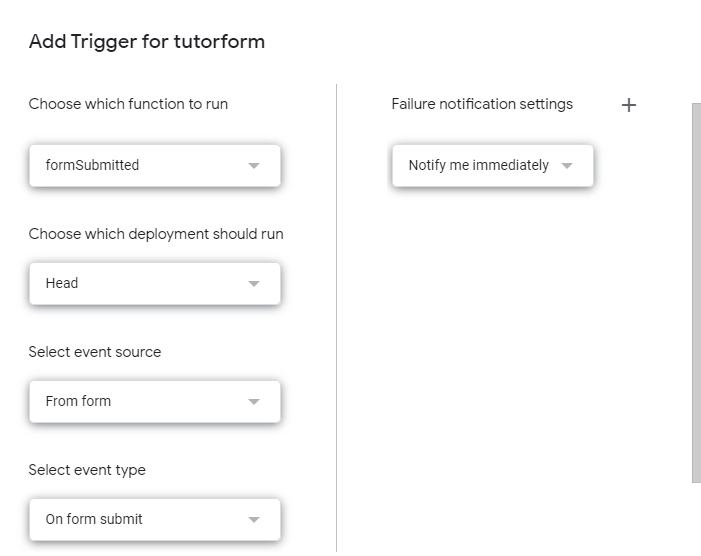 Add Trigger for tutorform
Choose which function to run
formSubmitted
Choose which deployment should run
Head
Select event source
From form
Select event type
On form submit
Failure notification settings
Notify me immediately